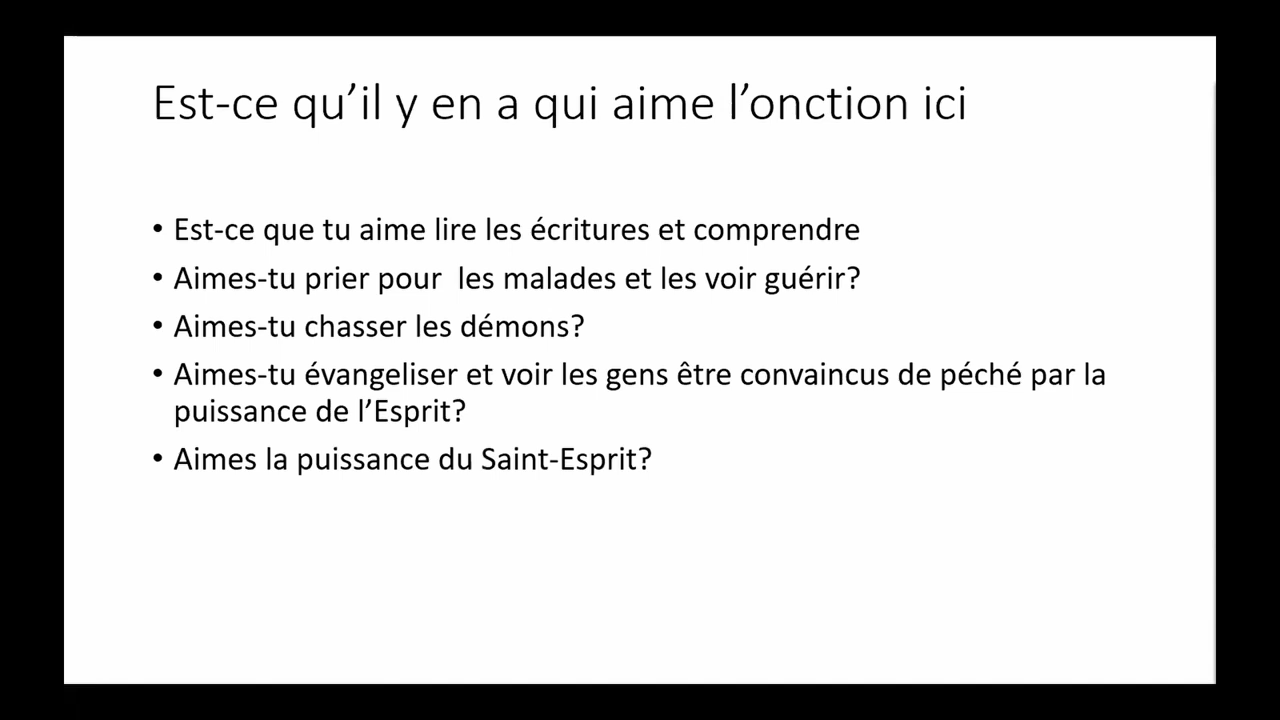 Est-ce qu’il y en a qui aime l’onction ici
• Est-ce que tu aime lire les écritures et comprendre
• Aimes-tu prier pour  les malades et les voir guérir?
• Aimes-tu chasser les démons?
• Aimes-tu évangeliser et voir les gens être convaincus de péché par la
puissance de l’Esprit?
• Aimes la puissance du Saint-Esprit?